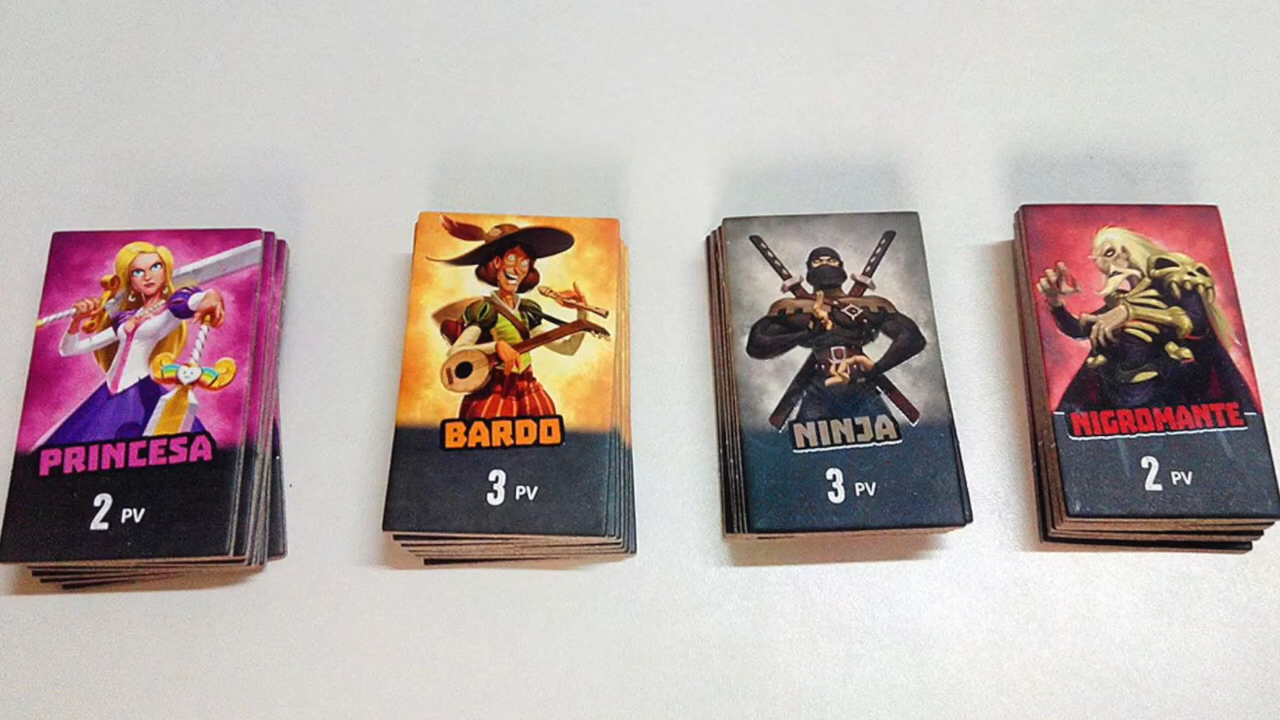 PRINCESA
2 PV
BARDO
3 PV
NINJA
3 PV
NIGROMANTE
2 PV